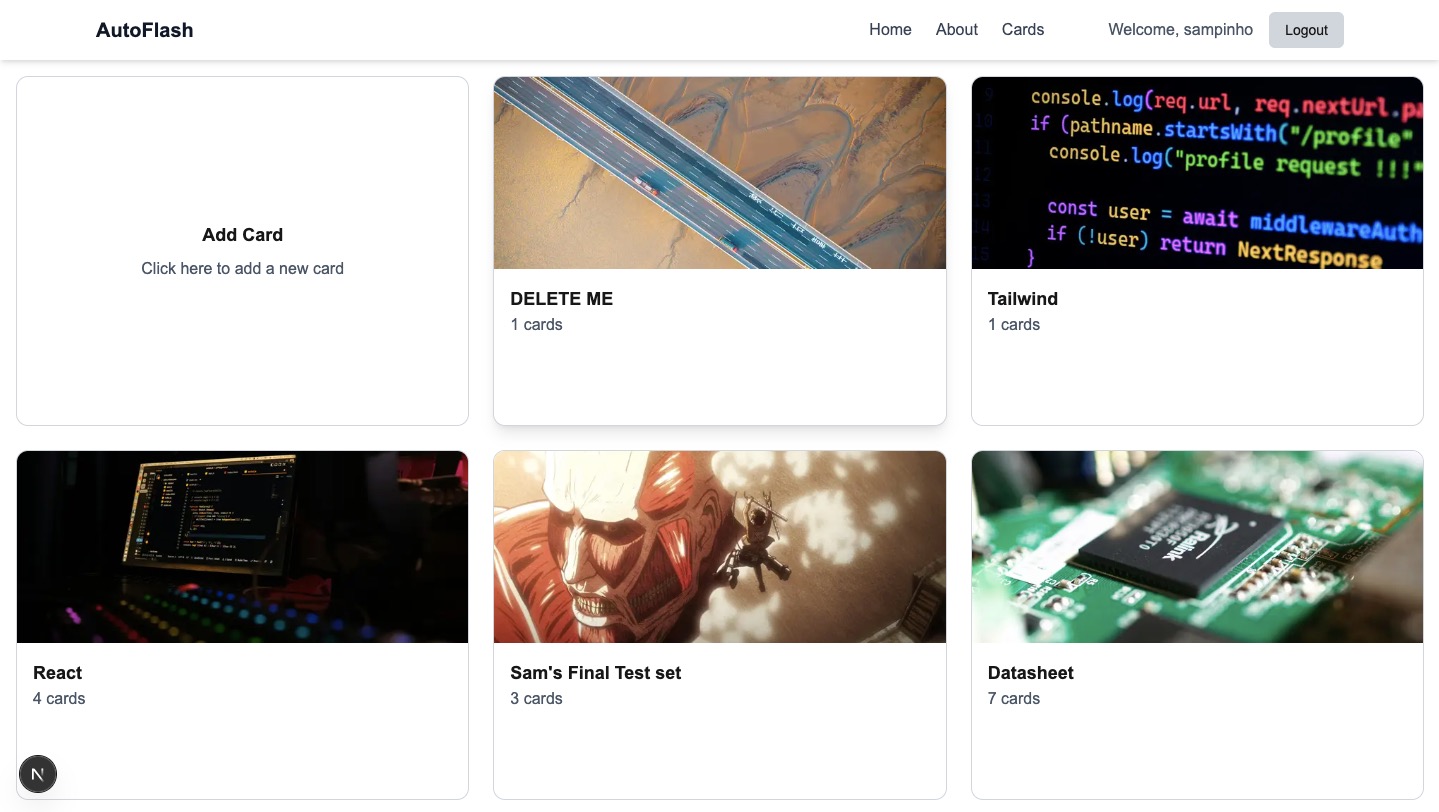 AutoFlash
Home
About
Cards
Welcome, sampinho
Logout
Add Card
Click here to add a new card
DELETE ME
1 cards
console.log(req.url, req.nextUrl.pa
if (pathname.startsWith("/profile"
console.log("profile request !!!"
const user = await middlewareAuth
if (!user) return NextResponse
}
Tailwind
1 cards
React
4 cards
Sam's Final Test set
3 cards
Ralink
Datasheet
7 cards
N